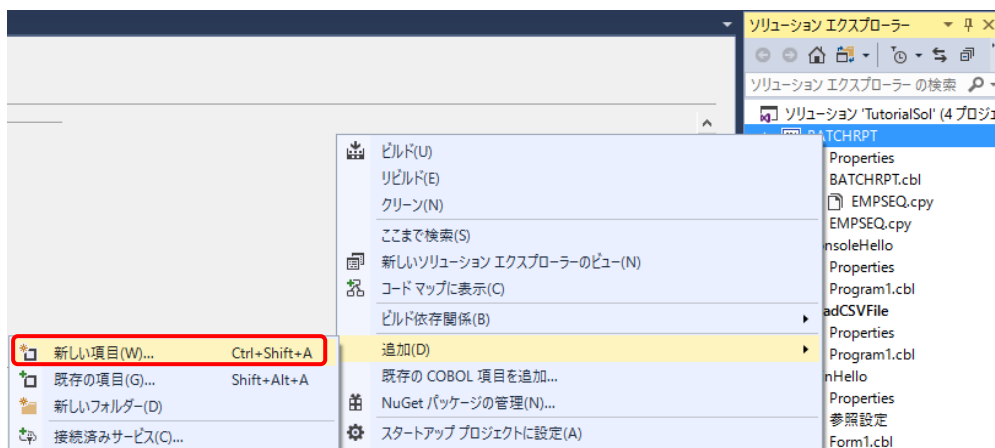 ソリューション エクスプローラー
ソリューション エクスプローラー の検索
ソリューション 'TutorialSol' (4 プロジェ
BATCHRPT
Properties
BATCHRPT.cbl
EMPSEQ.cpy
EMPSEQ.cpy
nsoleHello
Properties
Program1.cbl
adCSVFile
Properties
Program1.cbl
nHello
Properties
参照設定
Form1.cbl
ビルド(U)
リビルド(E)
クリーン(N)
ここまで検索(S)
新しいソリューション エクスプローラーのビュー(N)
コード マップに表示(C)
ビルド依存関係(B)
追加(D)
既存の COBOL 項目を追加...
NuGet パッケージの管理(N)...
スタートアップ プロジェクトに設定(A)
新しい項目(W)... Ctrl+Shift+A
既存の項目(G)... Shift+Alt+A
新しいフォルダー(D)
接続済みサービス(C)...